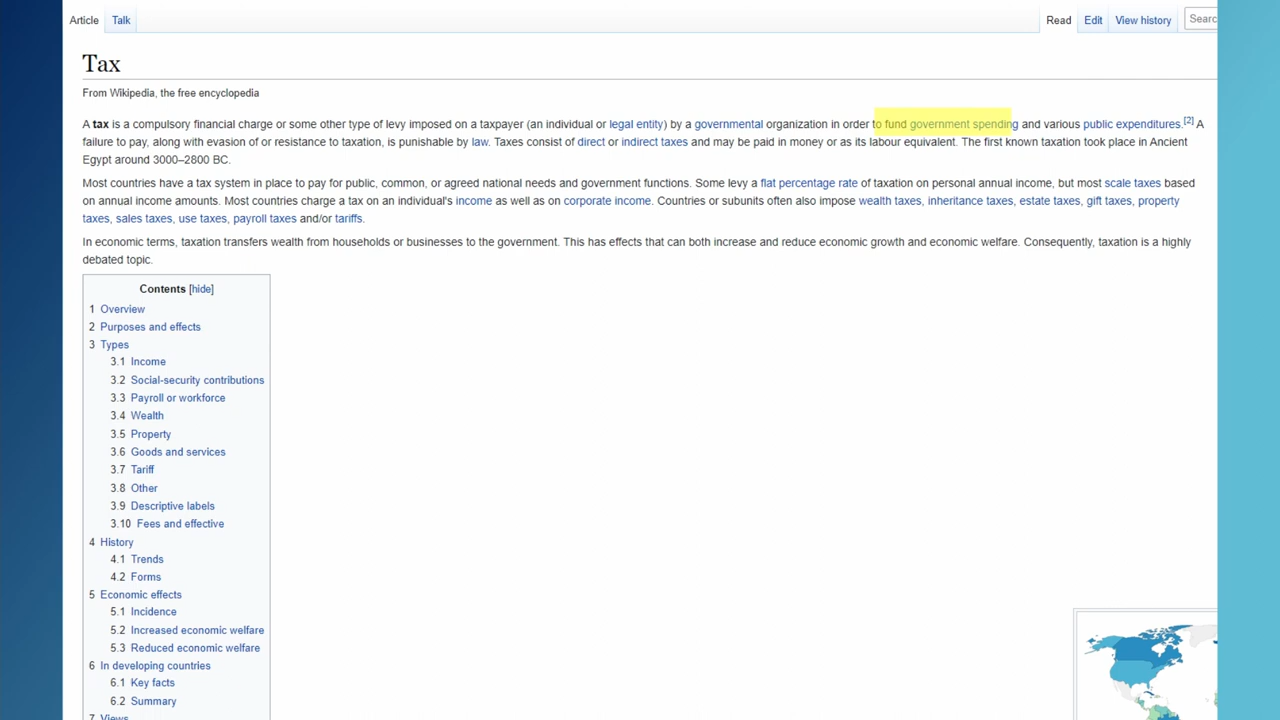 Article Talk Read Edit View history
Tax
From Wikipedia, the free encyclopedia
A tax is a compulsory financial charge or some other type of levy imposed on a taxpayer (an individual or legal entity) by a governmental organization in order to fund government spending and various public expenditures.[2] A
failure to pay, along with evasion of or resistance to taxation, is punishable by law. Taxes consist of direct or indirect taxes and may be paid in money or as its labour equivalent. The first known taxation took place in Ancient
Egypt around 3000–2800 BC.
Most countries have a tax system in place to pay for public, common, or agreed national needs and government functions. Some levy a flat percentage rate of taxation on personal annual income, but most scale taxes based
on annual income amounts. Most countries charge a tax on an individual's income as well as on corporate income. Countries or subunits often also impose wealth taxes, inheritance taxes, estate taxes, gift taxes, property
taxes, sales taxes, use taxes, payroll taxes and/or tariffs.
In economic terms, taxation transfers wealth from households or businesses to the government. This has effects that can both increase and reduce economic growth and economic welfare. Consequently, taxation is a highly
debated topic.
Contents [hide]
1 Overview
2 Purposes and effects
3 Types
3.1 Income
3.2 Social-security contributions
3.3 Payroll or workforce
3.4 Wealth
3.5 Property
3.6 Goods and services
3.7 Tariff
3.8 Other
3.9 Descriptive labels
3.10 Fees and effective
4 History
4.1 Trends
4.2 Forms
5 Economic effects
5.1 Incidence
5.2 Increased economic welfare
5.3 Reduced economic welfare
6 In developing countries
6.1 Key facts
6.2 Summary
7 Views